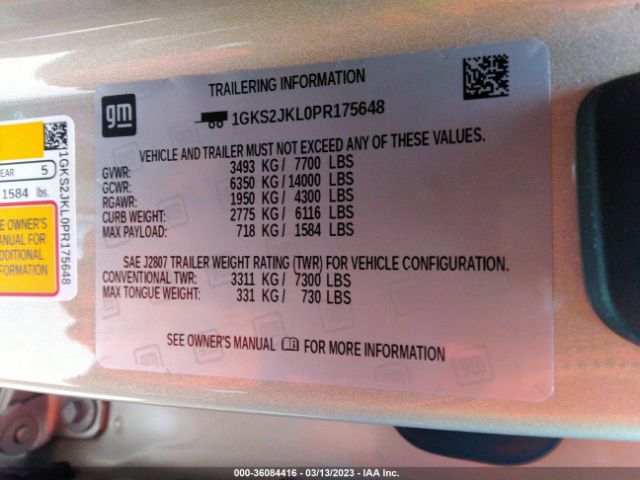 TRAILERING INFORMATION
gm
1GKS2JKL0PR175648
VEHICLE AND TRAILER MUST NOT EXCEED ANY OF THESE VALUES.
GVWR: 3493 KG / 7700 LBS
GCWR: 6350 KG / 14000 LBS
RGAWR: 1950 KG / 4300 LBS
CURB WEIGHT: 2775 KG / 6116 LBS
MAX PAYLOAD: 718 KG / 1584 LBS
SAE J2807 TRAILER WEIGHT RATING (TWR) FOR VEHICLE CONFIGURATION.
CONVENTIONAL TWR: 3311 KG / 7300 LBS
MAX TONGUE WEIGHT: 331 KG / 730 LBS
SEE OWNER'S MANUAL FOR MORE INFORMATION
EAR 5
1584 lbs.
E OWNER'S
ANUAL FOR
DDITIONAL
FORMATION
1GKS2JKL0PR175648
000-36084416 - 03/13/2023 - IAA Inc.